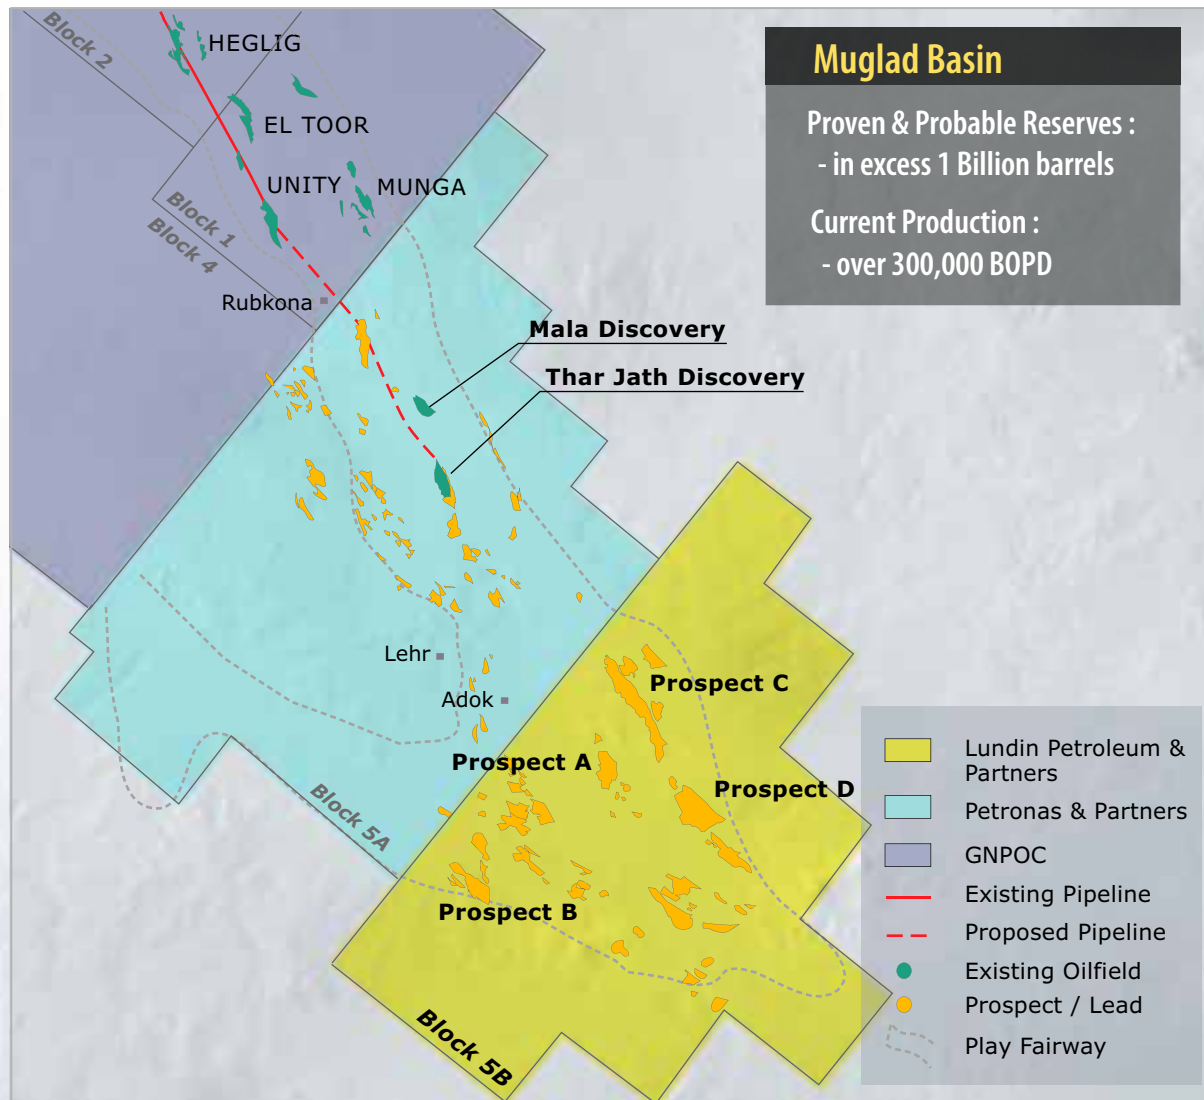 Block 2
HEGLIG
EL TOOR
UNITY
MUNGA
Block 1
Block 4
Rubkona
Muglad Basin
Proven & Probable Reserves :
- in excess 1 Billion barrels
Current Production :
- over 300,000 BOPD
Mala Discovery
Thar Jath Discovery
Lehr
Adok
Prospect C
Prospect A
Prospect D
Block 5A
Prospect B
Block 5B
Lundin Petroleum &
Partners
Petronas & Partners
GNPOC
Existing Pipeline
Proposed Pipeline
Existing Oilfield
Prospect / Lead
Play Fairway